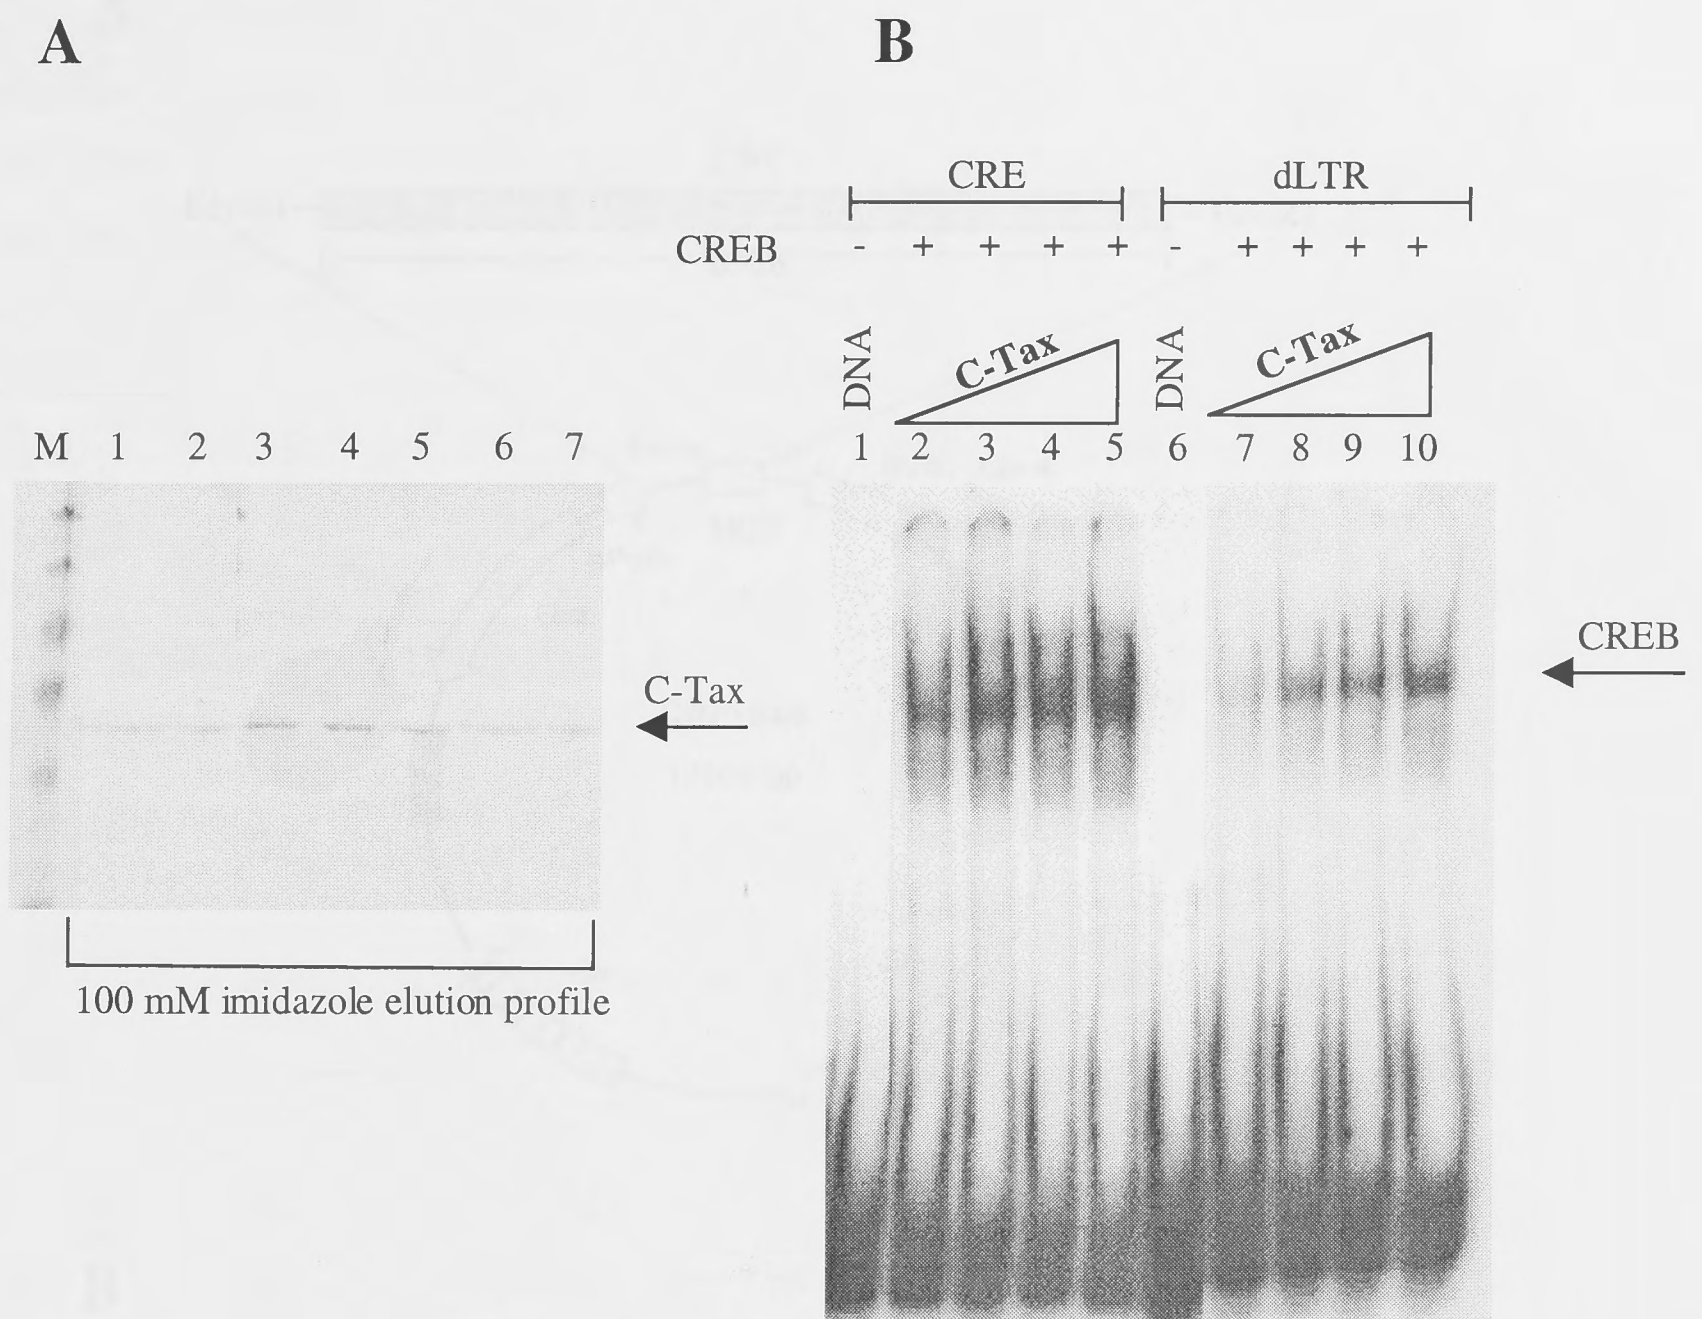 A
B
CRE
dLTR
CREB - + + + + - + + + +
DNA C-Tax DNA C-Tax
1 2 3 4 5 6 7 8 9 10
M 1 2 3 4 5 6 7
C-Tax
CREB
100 mM imidazole elution profile